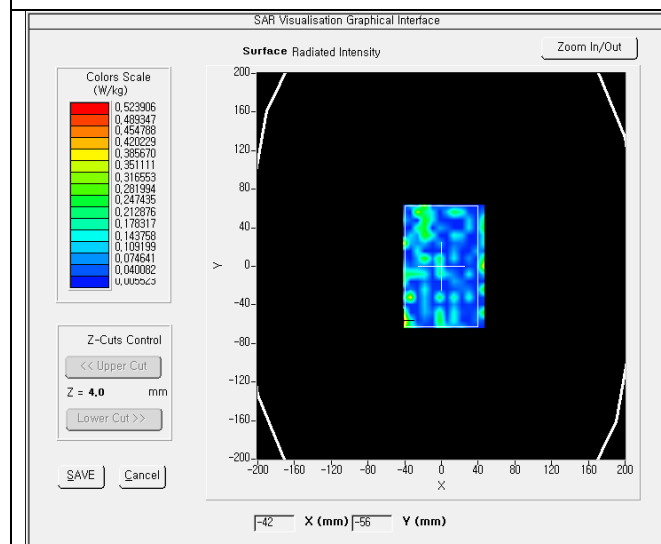 SAR Visualisation Graphical Interface
Surface Radiated Intensity
Zoom In/Out
Colors Scale
(W/kg)
0.523906
0.489347
0.454788
0.420229
0.385670
0.351111
0.316553
0.281994
0.247435
0.212876
0.178317
0.143758
0.109199
0.074641
0.040082
0.005523
Z-Cuts Control
<< Upper Cut
Z = 4.0 mm
Lower Cut >>
SAVE Cancel
200
160
120
80
40
0
-40
-80
-120
-160
-200
Y
-200 -160 -120 -80 -40 0 40 80 120 160 200
X
-42 X (mm) -56 Y (mm)